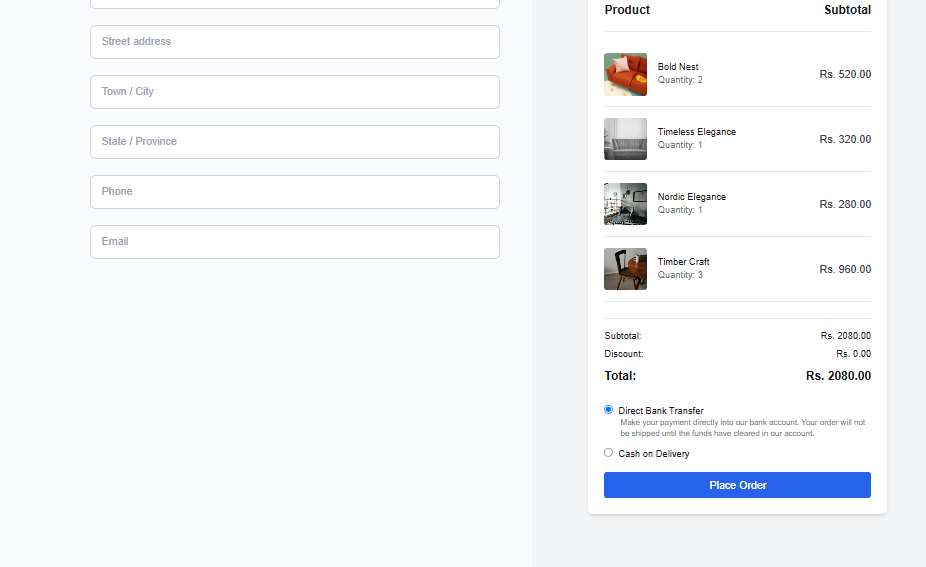 Street address
Town / City
State / Province
Phone
Email
Product Subtotal
Bold Nest
Quantity: 2
Rs. 520.00
Timeless Elegance
Quantity: 1
Rs. 320.00
Nordic Elegance
Quantity: 1
Rs. 280.00
Timber Craft
Quantity: 3
Rs. 960.00
Subtotal: Rs. 2080.00
Discount: Rs. 0.00
Total: Rs. 2080.00
Direct Bank Transfer
Make your payment directly into our bank account. Your order will not
be shipped until the funds have cleared in our account.
Cash on Delivery
Place Order